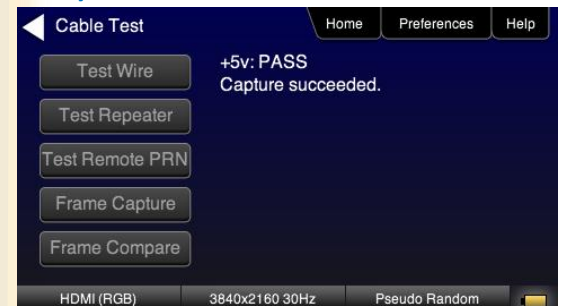 Cable Test
Home
Preferences
Help
Test Wire
+5v: PASS
Capture succeeded.
Test Repeater
Test Remote PRN
Frame Capture
Frame Compare
HDMI (RGB)
3840x2160 30Hz
Pseudo Random